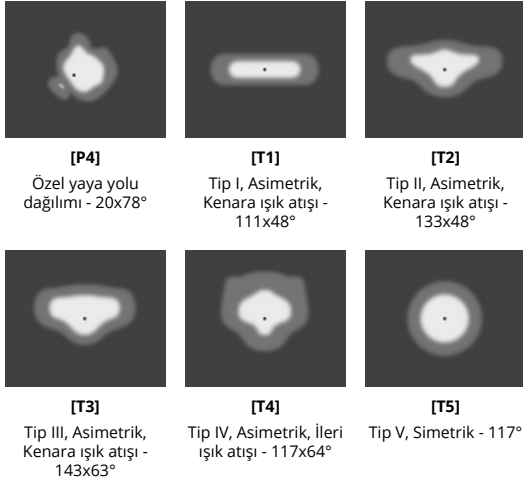 [P4]
Özel yaya yolu
dağılımı - 20x78°
[T1]
Tip I, Asimetrik,
Kenara ışık atışı -
111x48°
[T2]
Tip II, Asimetrik,
Kenara ışık atışı -
133x48°
[T3]
Tip III, Asimetrik,
Kenara ışık atışı -
143x63°
[T4]
Tip IV, Asimetrik, İleri
ışık atışı - 117x64°
[T5]
Tip V, Simetrik - 117°